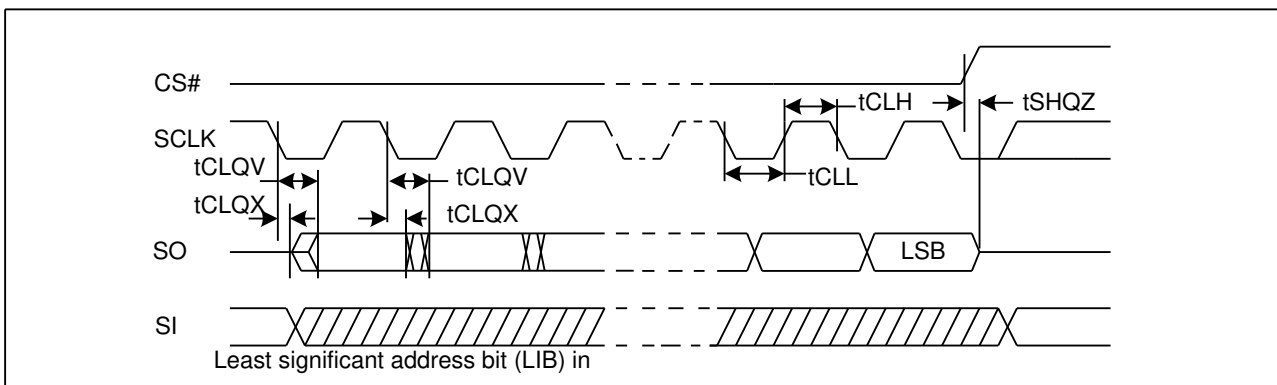 CS#
tCLH
tSHQZ
SCLK
tCLQV
tCLQV
tCLL
tCLQX
tCLQX
SO
LSB
SI
Least significant address bit (LIB) in